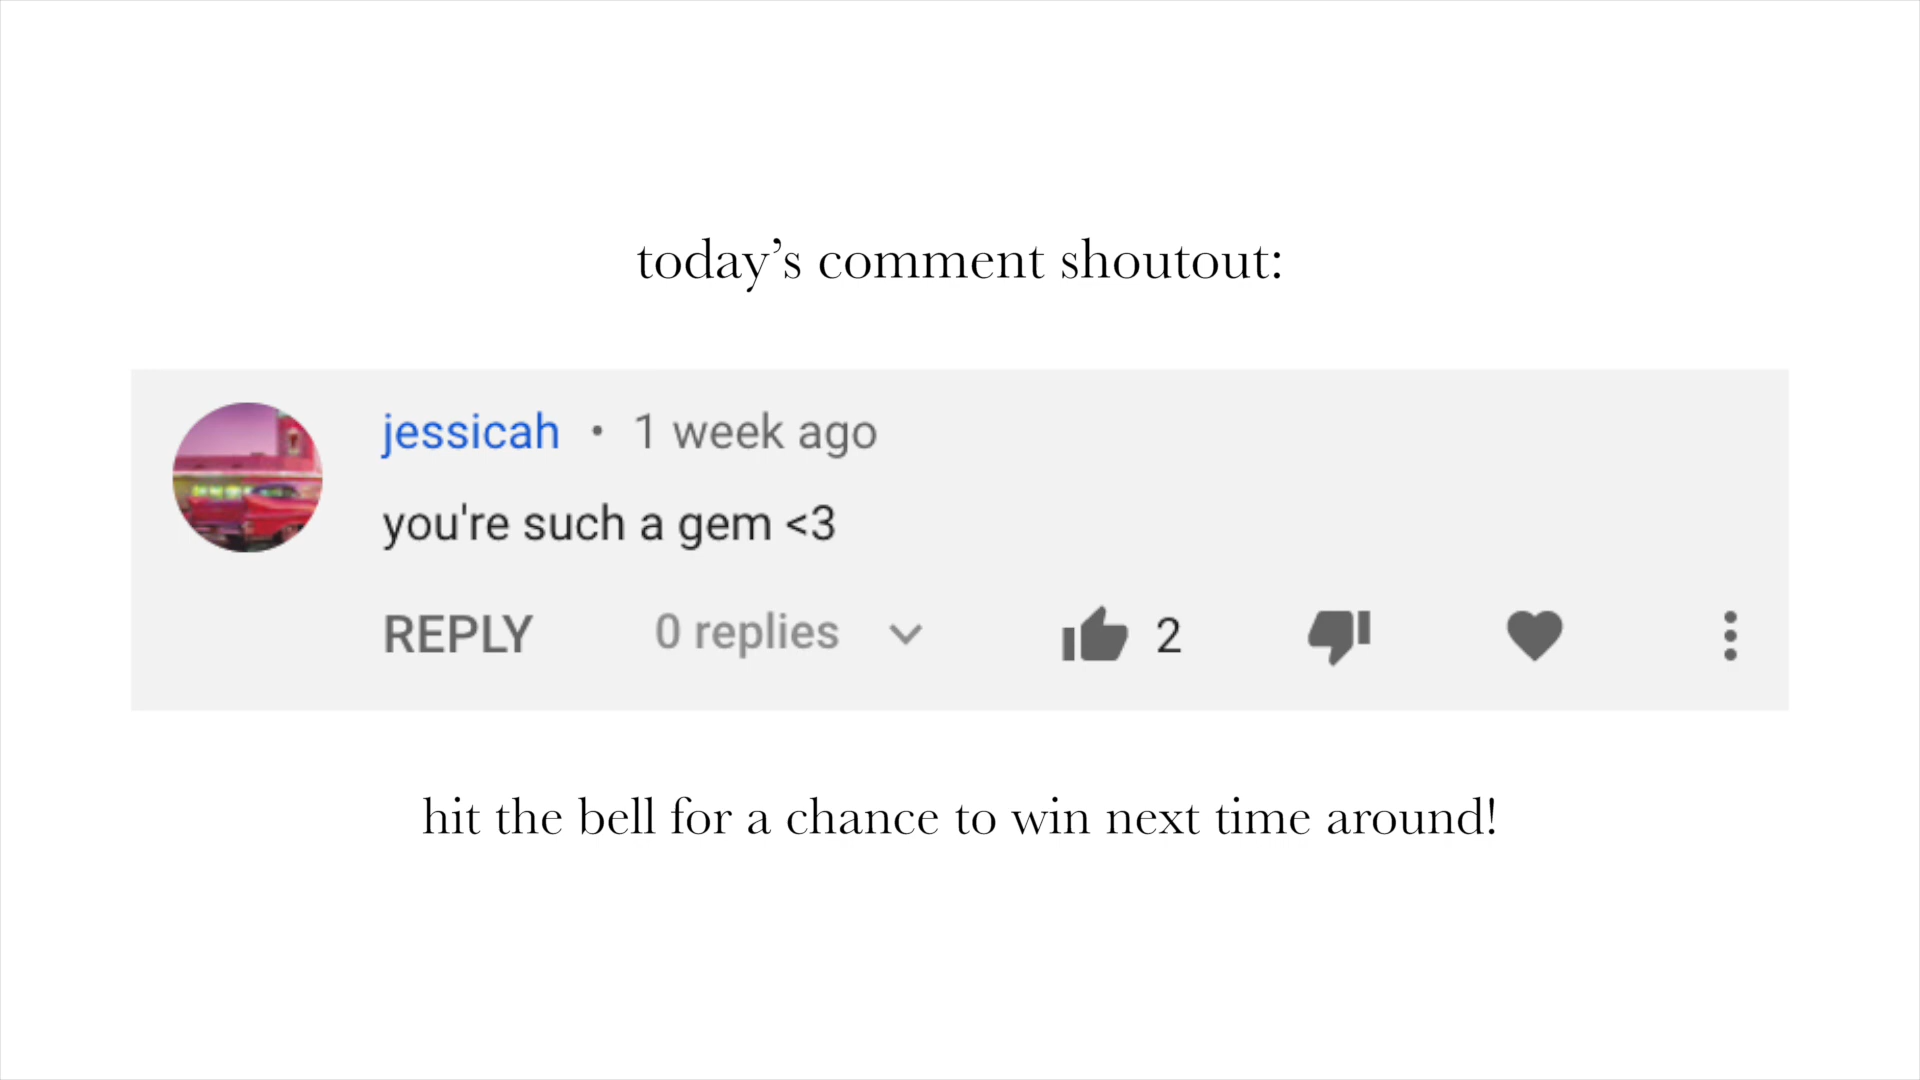 today’s comment shoutout:
jessicah • 1 week ago
you're such a gem <3
REPLY 0 replies 2
hit the bell for a chance to win next time around!